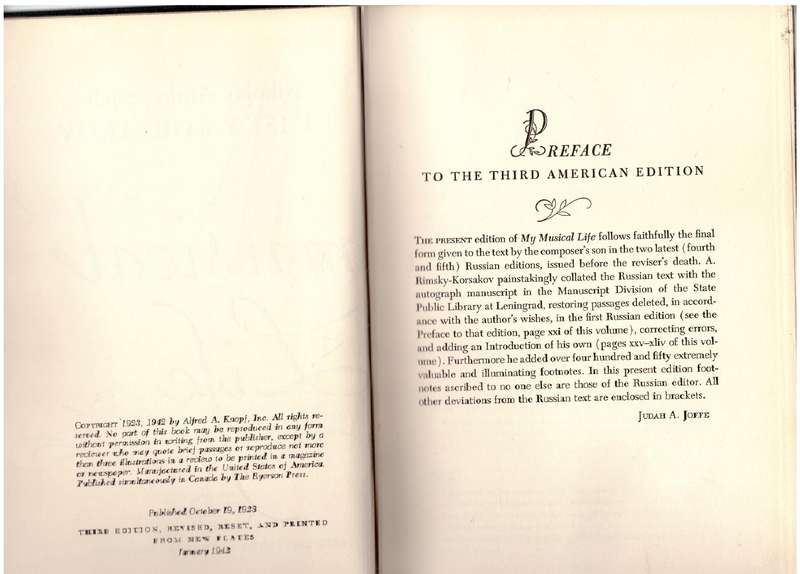 COPYRIGHT 1923, 1942 by Alfred A. Knopf, Inc. All rights re-
served. No part of this book may be reproduced in any form
without permission in writing from the publisher, except by a
reviewer who may quote brief passages or reproduce not more
than three illustrations in a review to be printed in a magazine
or newspaper. Manufactured in the United States of America.
Published simultaneously in Canada by The Ryerson Press.
Published October 19, 1923
THIRD EDITION, REVISED, RESET, AND PRINTED
FROM NEW PLATES
January 1942
PREFACE
TO THE THIRD AMERICAN EDITION
THE PRESENT edition of My Musical Life follows faithfully the final
form given to the text by the composer's son in the two latest (fourth
and fifth) Russian editions, issued before the reviser's death. A.
Rimsky-Korsakov painstakingly collated the Russian text with the
autograph manuscript in the Manuscript Division of the State
Public Library at Leningrad, restoring passages deleted, in accord-
ance with the author's wishes, in the first Russian edition (see the
Preface to that edition, page xxi of this volume), correcting errors,
and adding an Introduction of his own (pages xxv–xliv of this vol-
ume). Furthermore he added over four hundred and fifty extremely
valuable and illuminating footnotes. In this present edition foot-
notes ascribed to no one else are those of the Russian editor. All
other deviations from the Russian text are enclosed in brackets.
JUDAH A. JOFFE